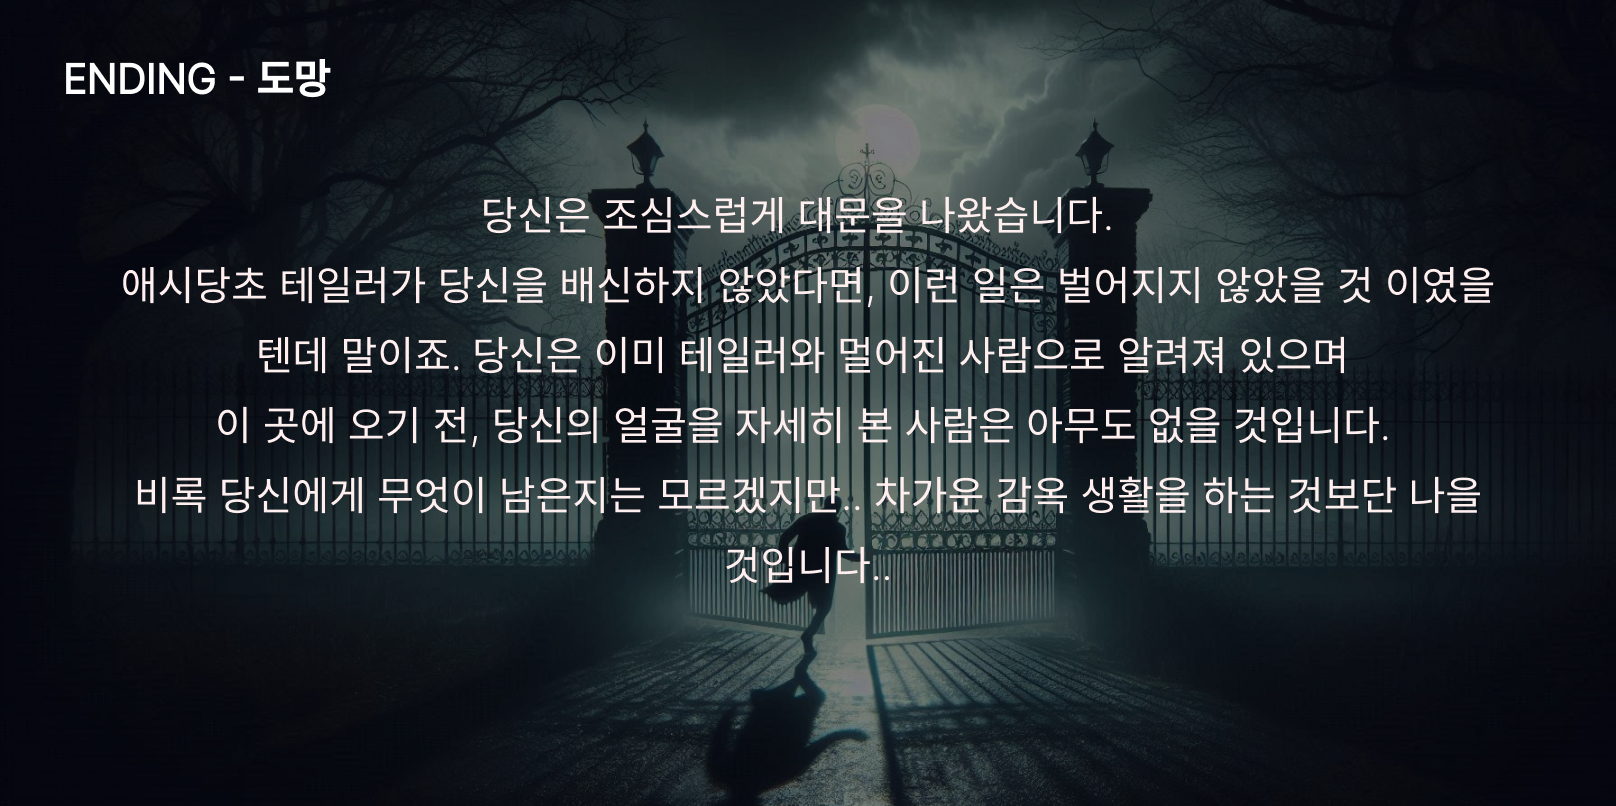 ENDING - 도망
당신은 조심스럽게 대문을 나왔습니다.
애시당초 테일러가 당신을 배신하지 않았다면, 이런 일은 벌어지지 않았을 것 이였을
텐데 말이죠. 당신은 이미 테일러와 멀어진 사람으로 알려져 있으며
이 곳에 오기 전, 당신의 얼굴을 자세히 본 사람은 아무도 없을 것입니다.
비록 당신에게 무엇이 남은지는 모르겠지만.. 차가운 감옥 생활을 하는 것보단 나을
것입니다..